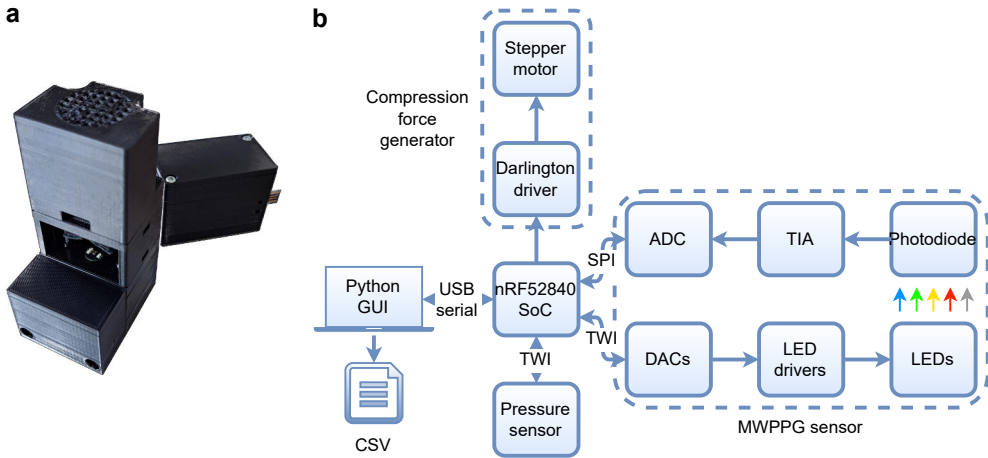 a
b
Stepper
motor
Compression
force
generator
Darlington
driver
ADC
TIA
Photodiode
SPI
Python
GUI
USB
serial
nRF52840
SoC
TWI
TWI
DACs
LED
drivers
LEDs
Pressure
sensor
CSV
MWPPG sensor